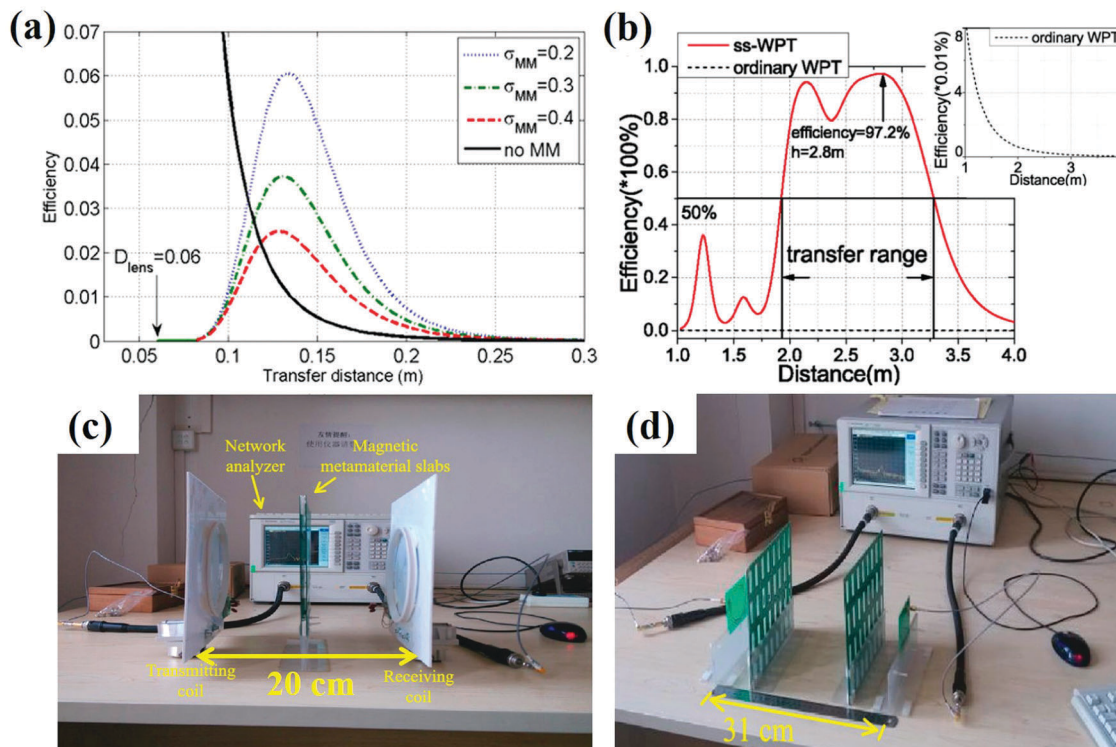 (a)
0.07
0.06
0.05
0.04
0.03
0.02
0.01
0
Efficiency
0.05
0.1
0.15
0.2
0.25
0.3
Transfer distance (m)
σMM=0.2
σMM=0.3
σMM=0.4
no MM
Dlens=0.06
(b)
ss-WPT
ordinary WPT
1.0
0.8
0.6
0.4
0.2
0.0
Efficiency(*100%)
50%
efficiency=97.2%
h=2.8m
transfer range
1.0
1.5
2.0
2.5
3.0
3.5
4.0
Distance(m)
ordinary WPT
8
4
0
Efficiency(*0.01%)
1
2
3
Distance(m)
(c)
Network
analyzer
Magnetic
metamaterial slabs
Transmitting
coil
20 cm
Receiving
coil
(d)
31 cm